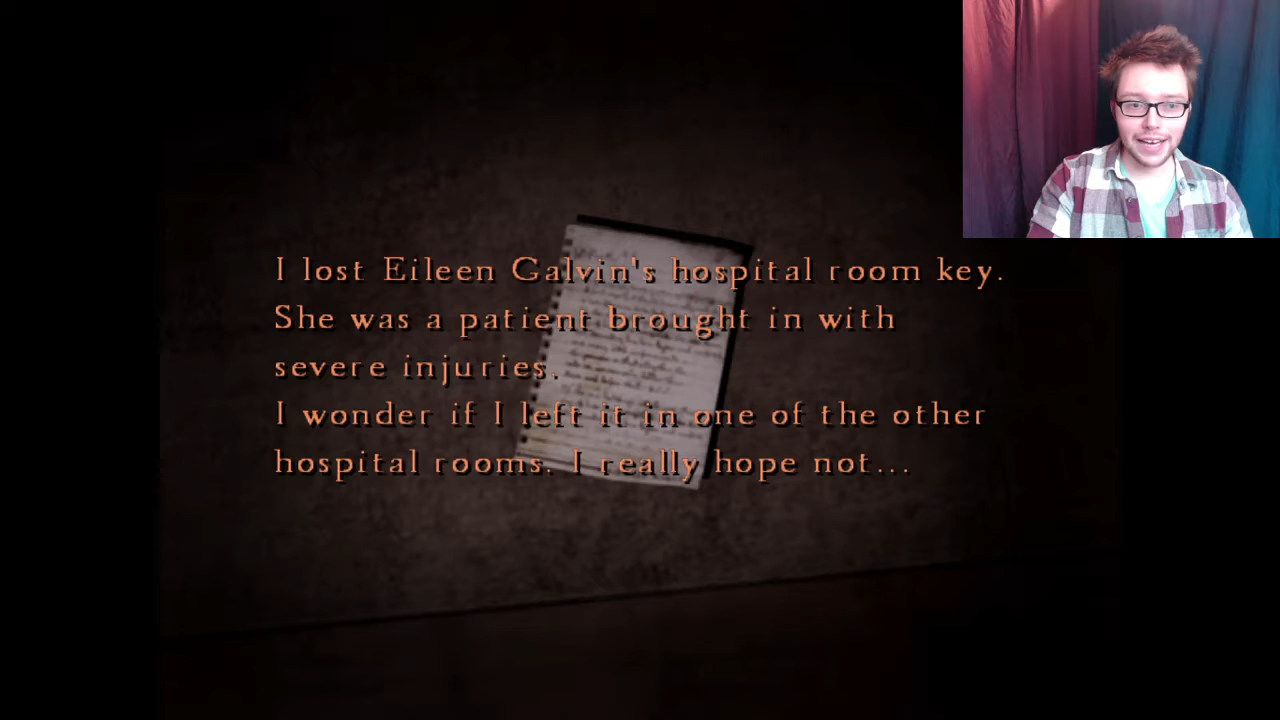 I lost Eileen Galvin's hospital room key.
She was a patient brought in with
severe injuries.
I wonder if I left it in one of the other
hospital rooms. I really hope not...